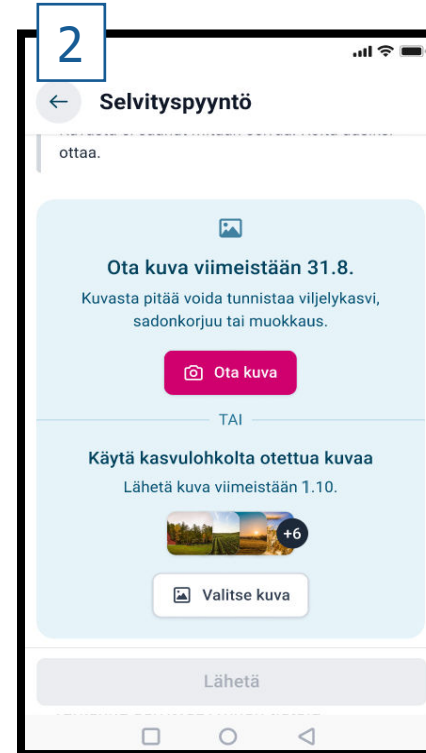 2
Selvityspyyntö
ottaa.
Ota kuva viimeistään 31.8.
Kuvasta pitää voida tunnistaa viljelykasvi,
sadonkorjuu tai muokkaus.
Ota kuva
TAI
Käytä kasvulohkolta otettua kuvaa
Lähetä kuva viimeistään 1.10.
+6
Valitse kuva
Lähetä